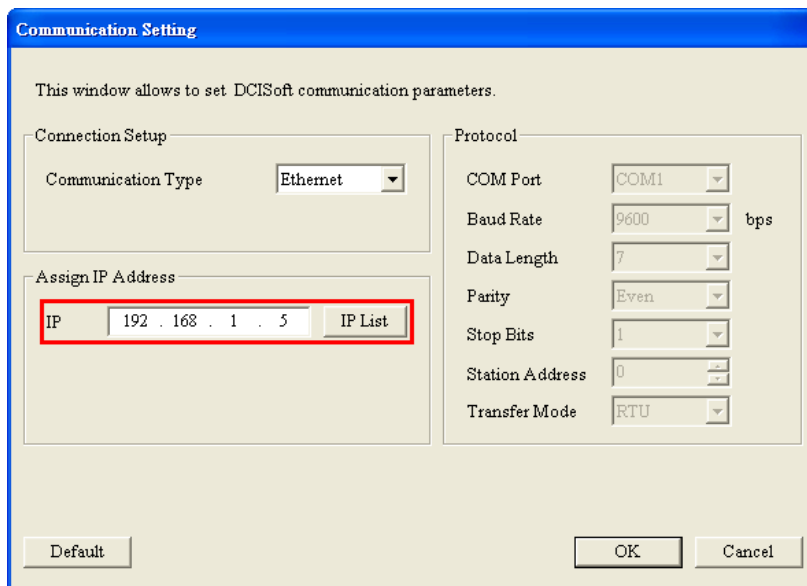 Communication Setting
This window allows to set DCISoft communication parameters.
Connection Setup
Communication Type Ethernet
Assign IP Address
IP 192 . 168 . 1 . 5 IP List
Protocol
COM Port COM1
Baud Rate 9600 bps
Data Length 7
Parity Even
Stop Bits 1
Station Address 0
Transfer Mode RTU
Default OK Cancel